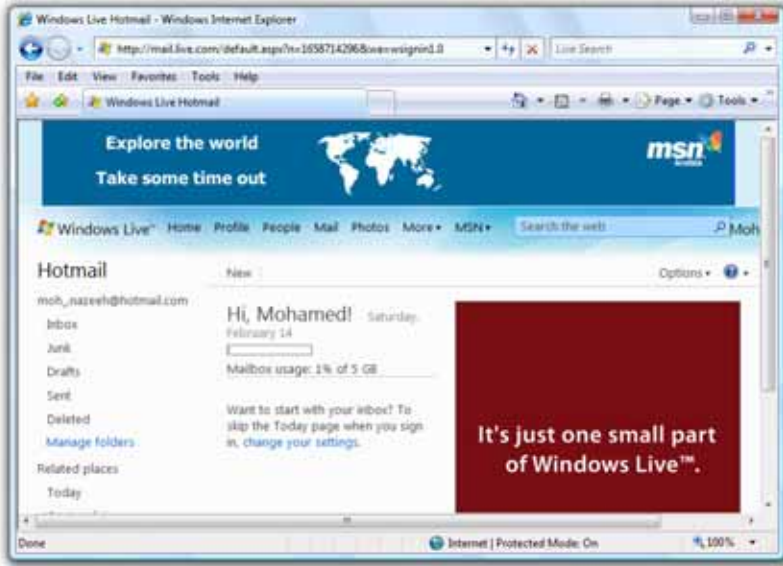 Windows Live Hotmail - Windows Internet Explorer
http://mail.live.com/default.aspx?n=1658714296&wa=wsignin1.0
Live Search
File Edit View Favorites Tools Help
Windows Live Hotmail
Page Tools
Explore the world
Take some time out
msn
Windows Live™ Home Profile People Mail Photos More MSN Search the web Moh
Hotmail
New
Options
moh_nazeeh@hotmail.com
Inbox
Junk
Drafts
Sent
Deleted
Manage folders
Related places
Today
Hi, Mohamed! Saturday,
February 14
Mailbox usage: 1% of 5 GB
Want to start with your inbox? To
skip the Today page when you sign
in, change your settings.
It's just one small part
of Windows Live™.
Done
Internet | Protected Mode: On
100%